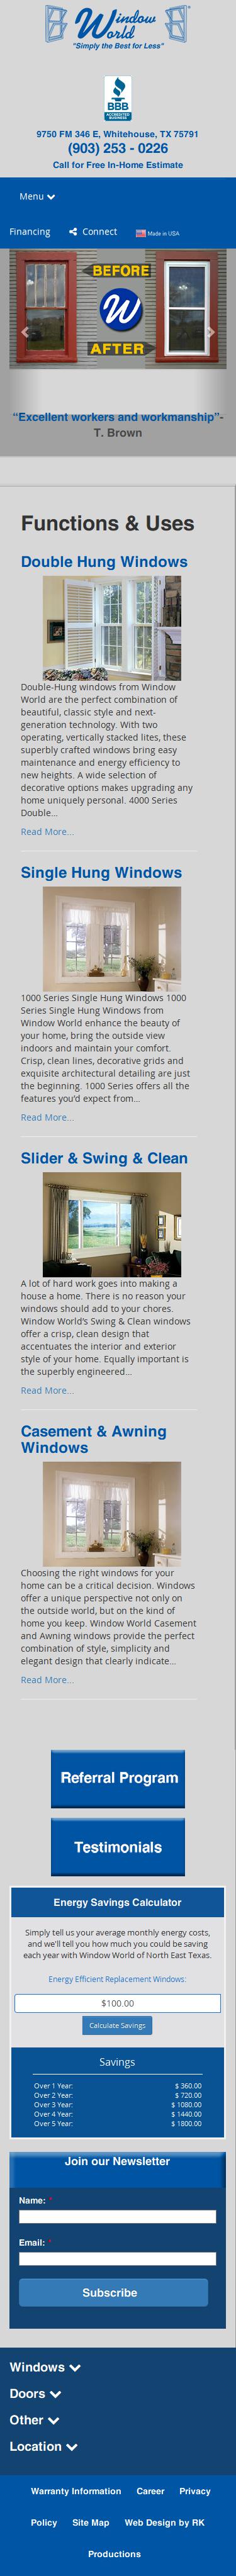 Window
World
"Simply the Best for Less"
BBB
ACCREDITED
BUSINESS
9750 FM 346 E, Whitehouse, TX 75791
(903) 253 - 0226
Call for Free In-Home Estimate
Menu
Financing
Connect
Made in USA
BEFORE
W
AFTER
“Excellent workers and workmanship”-
T. Brown
Functions & Uses
Double Hung Windows
Double-Hung windows from Window
World are the perfect combination of
beautiful, classic style and next-
generation technology. With two
operating, vertically stacked lites, these
superbly crafted windows bring easy
maintenance and energy efficiency to
new heights. A wide selection of
decorative options makes upgrading any
home uniquely personal. 4000 Series
Double...
Read More...
Single Hung Windows
1000 Series Single Hung Windows 1000
Series Single Hung Windows from
Window World enhance the beauty of
your home, bring the outside view
indoors and maintain your comfort.
Crisp, clean lines, decorative grids and
exquisite architectural detailing are just
the beginning. 1000 Series offers all the
features you'd expect from...
Read More...
Slider & Swing & Clean
A lot of hard work goes into making a
house a home. There is no reason your
windows should add to your chores.
Window World's Swing & Clean windows
offer a crisp, clean design that
accentuates the interior and exterior
style of your home. Equally important is
the superbly engineered...
Read More...
Casement & Awning
Windows
Choosing the right windows for your
home can be a critical decision. Windows
offer a unique perspective not only on
the outside world, but on the kind of
home you keep. Window World Casement
and Awning windows provide the perfect
combination of style, simplicity and
elegant design that clearly indicate...
Read More...
Referral Program
Testimonials
Energy Savings Calculator
Simply tell us your average monthly energy costs,
and we'll tell you how much you could be saving
each year with Window World of North East Texas.
Energy Efficient Replacement Windows:
$100.00
Calculate Savings
Savings
Over 1 Year: $ 360.00
Over 2 Year: $ 720.00
Over 3 Year: $ 1080.00
Over 4 Year: $ 1440.00
Over 5 Year: $ 1800.00
Join our Newsletter
Name: *
Email: *
Subscribe
Windows
Doors
Other
Location
Warranty Information Career Privacy
Policy Site Map Web Design by RK
Productions